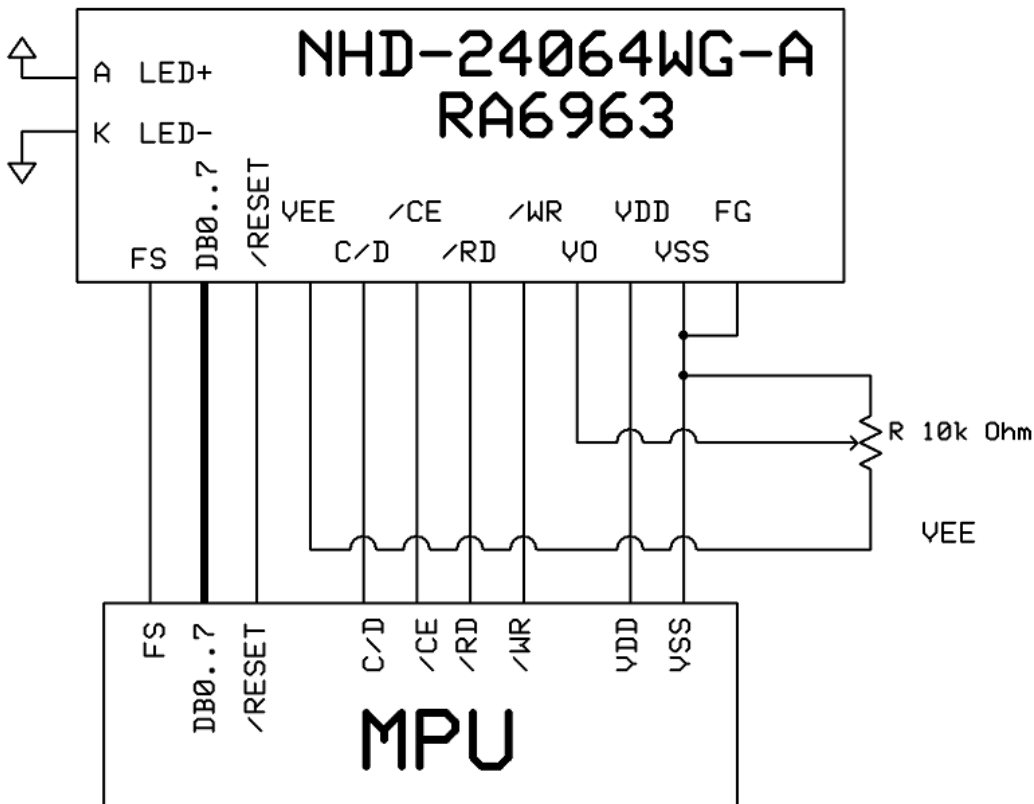 NHD-24064WG-A
RA6963
A LED+
K LED-
FS
DB0..7
/RESET
VEE
C/D
/CE
/RD
/WR
VO
VDD
VSS
FG
R 10k Ohm
VEE
FS
DB0..7
/RESET
C/D
/CE
/RD
/WR
VDD
VSS
MPU